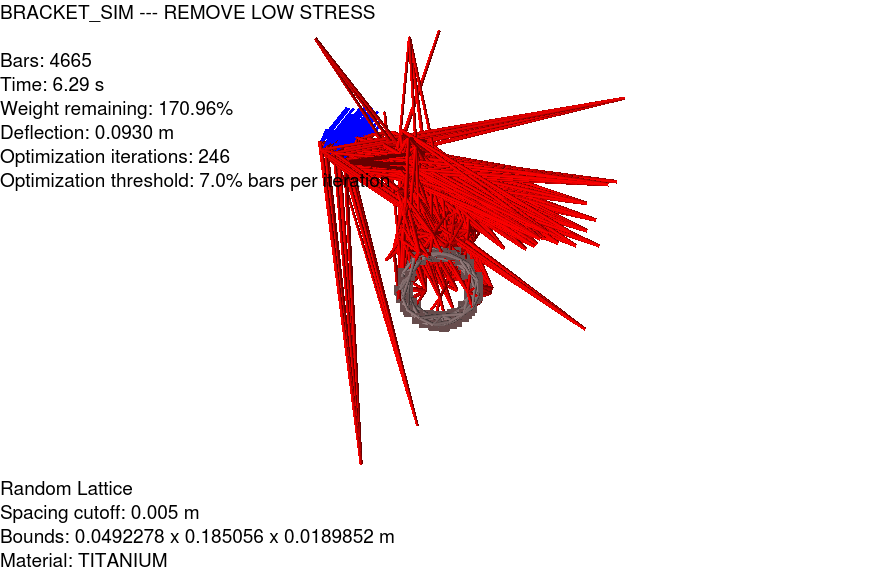 BRACKET_SIM --- REMOVE LOW STRESS
Bars: 4665
Time: 6.29 s
Weight remaining: 170.96%
Deflection: 0.0930 m
Optimization iterations: 246
Optimization threshold: 7.0% bars per iteration
Random Lattice
Spacing cutoff: 0.005 m
Bounds: 0.0492278 x 0.185056 x 0.0189852 m
Material: TITANIUM